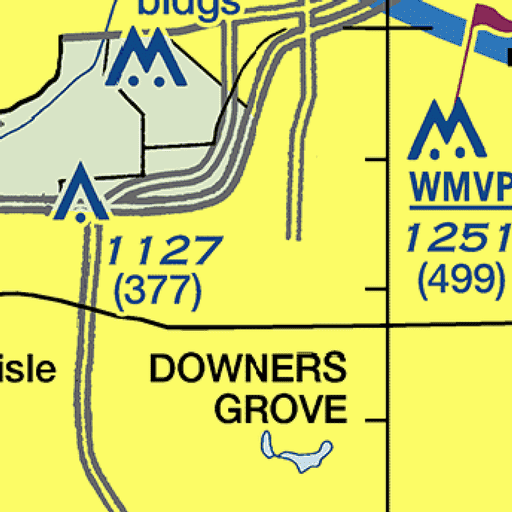 bldgs
WMVP
1127
1251
(377)
(499)
isle
DOWNERS
GROVE